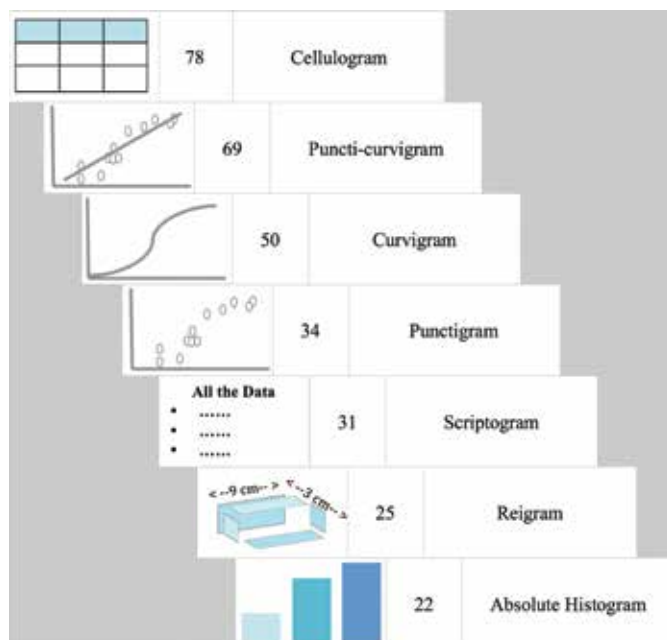 78 Cellulogram
69 Puncti-curvigram
50 Curvigram
34 Punctigram
All the Data
• ......
• ......
• ......
31 Scriptogram
< --9 cm-- >
< --3 cm-- >
25 Reigram
22 Absolute Histogram